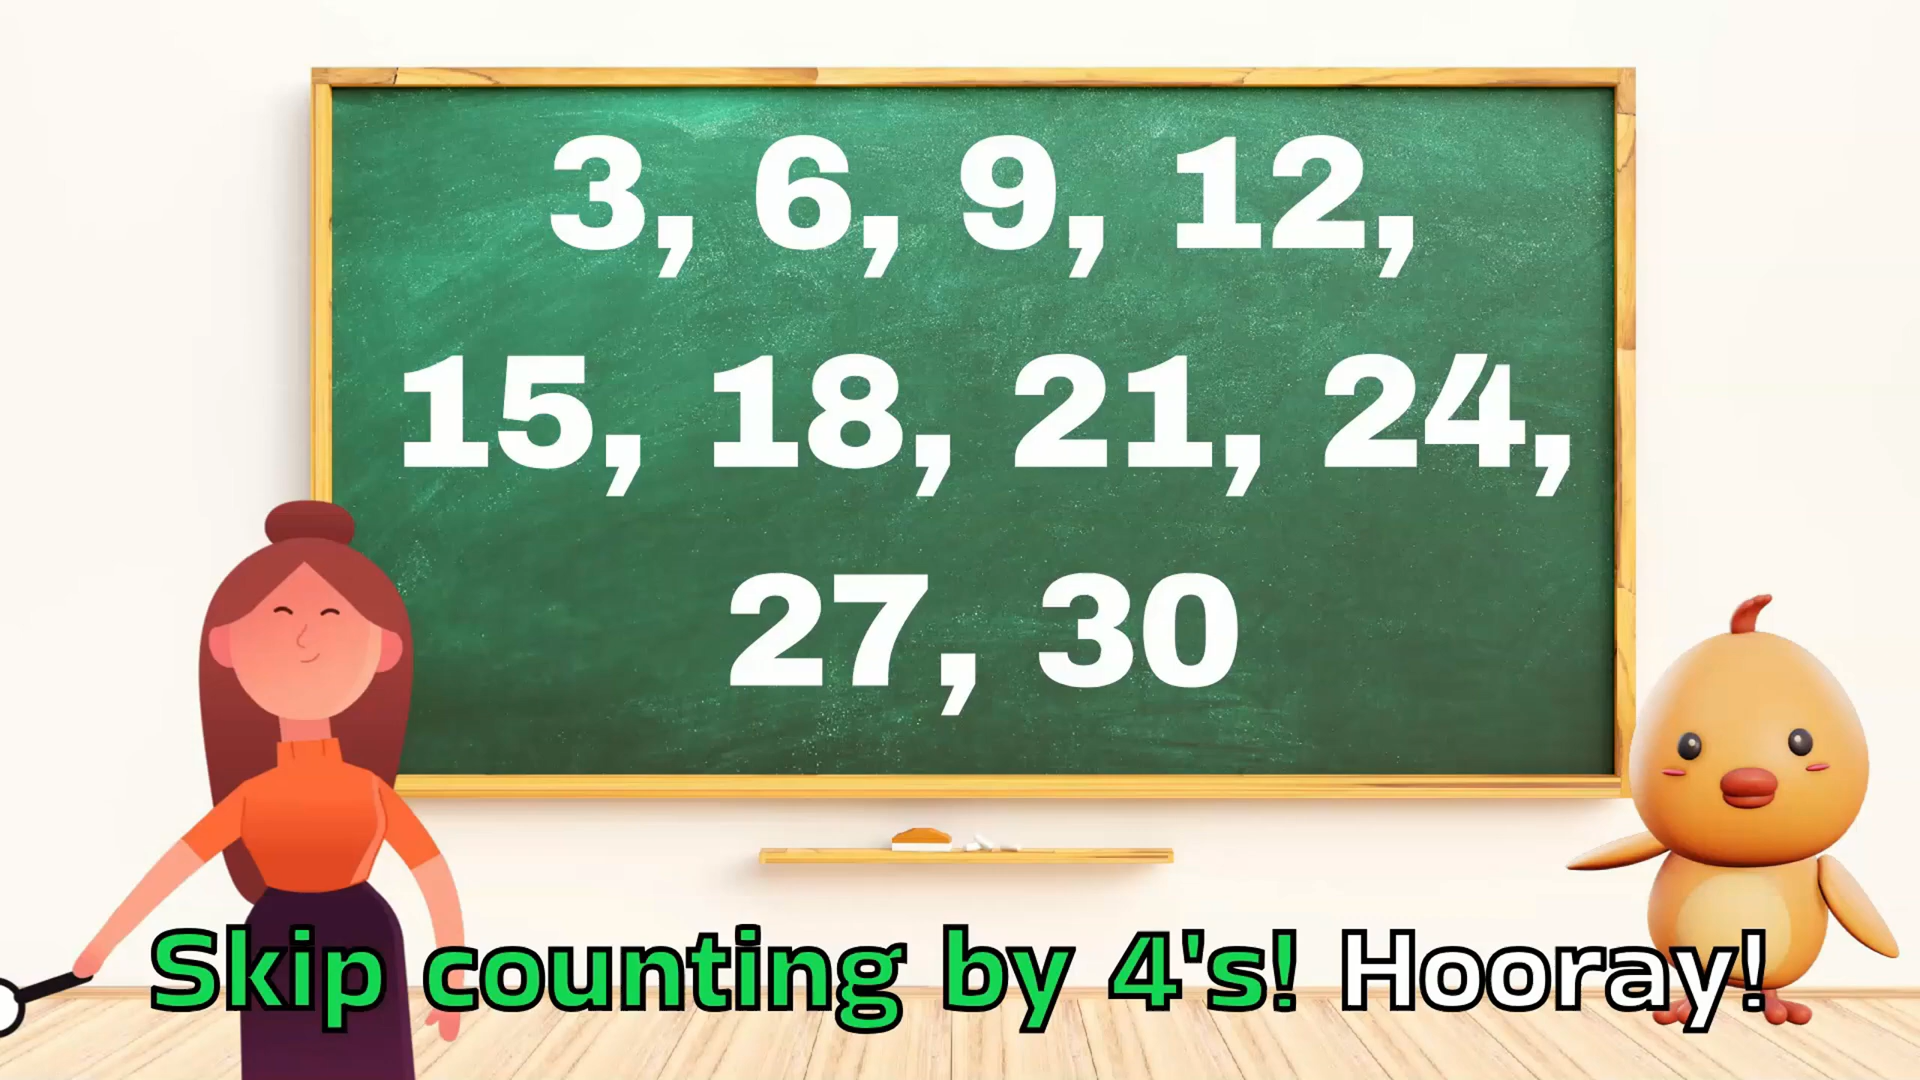 3, 6, 9, 12,
15, 18, 21, 24,
27, 30
Skip counting by 4's! Hooray!